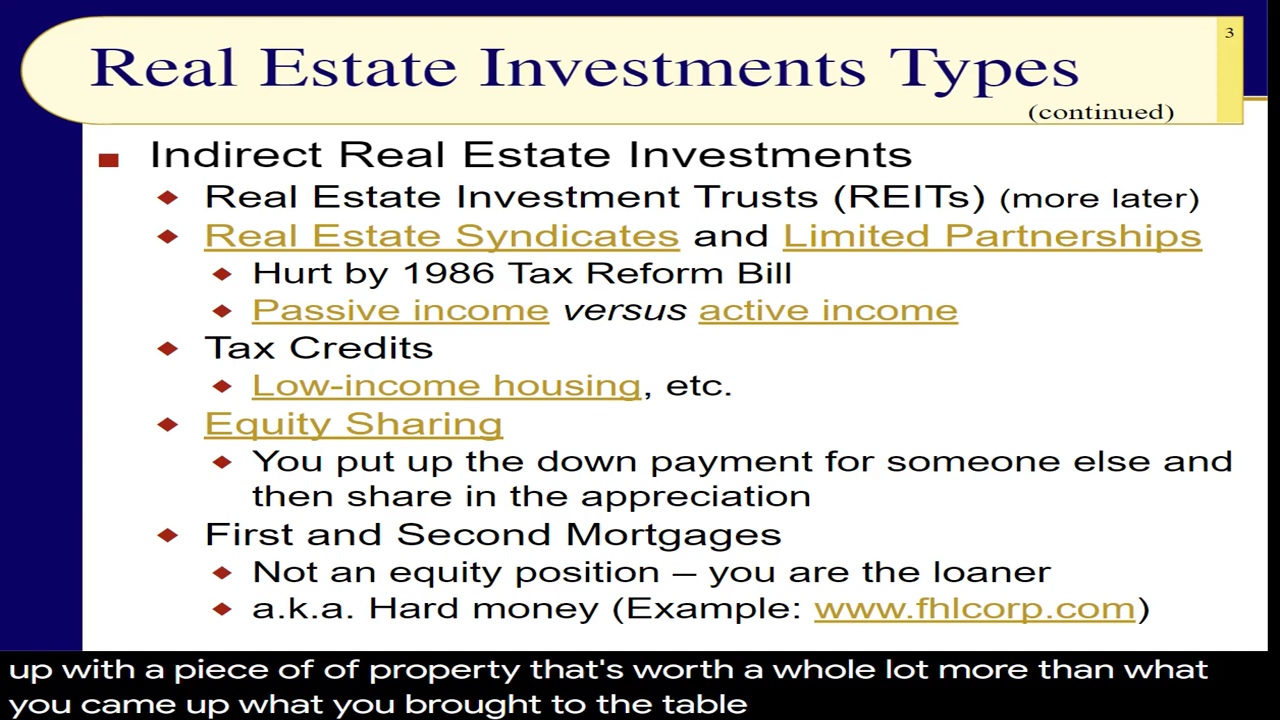 3
Real Estate Investments Types
(continued)
Indirect Real Estate Investments
Real Estate Investment Trusts (REITs) (more later)
Real Estate Syndicates and Limited Partnerships
Hurt by 1986 Tax Reform Bill
Passive income versus active income
Tax Credits
Low-income housing, etc.
Equity Sharing
You put up the down payment for someone else and
then share in the appreciation
First and Second Mortgages
Not an equity position – you are the loaner
a.k.a. Hard money (Example: www.fhlcorp.com)
up with a piece of of property that's worth a whole lot more than what
you came up what you brought to the table